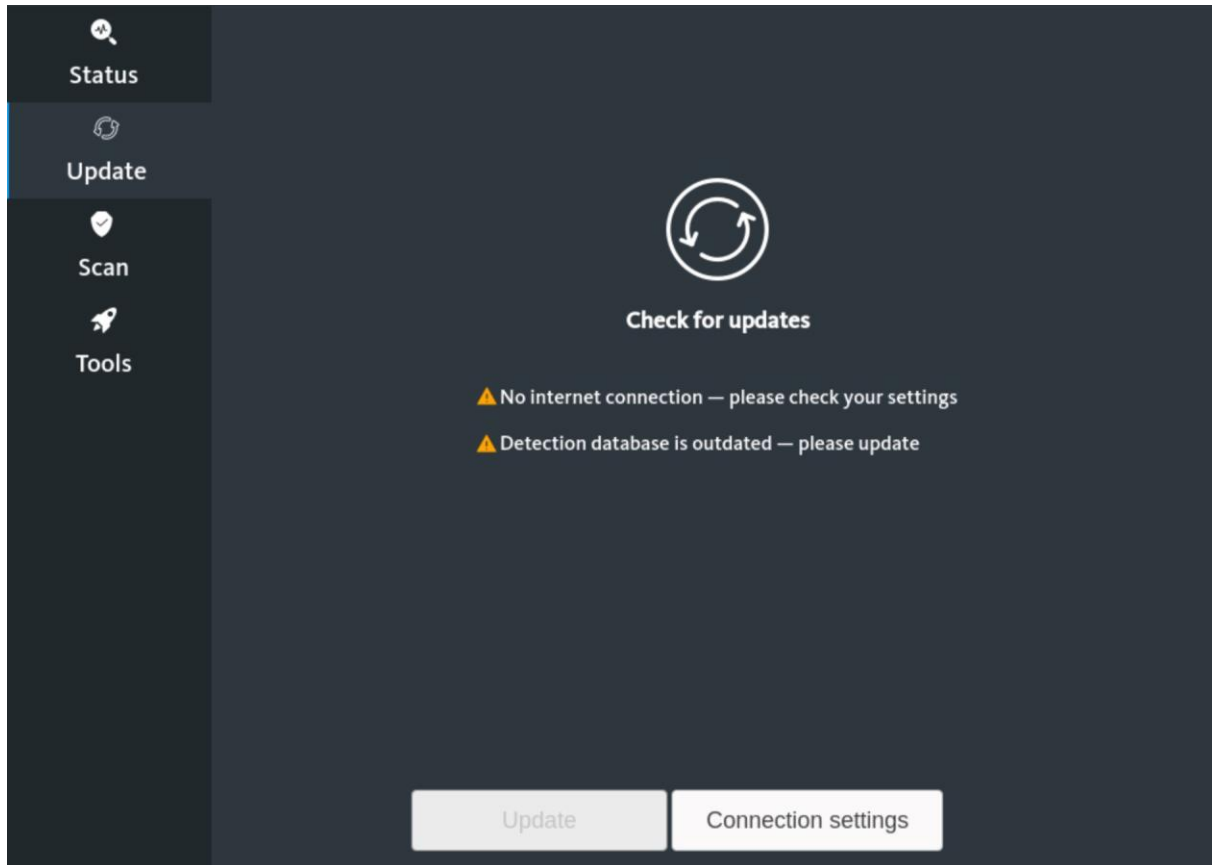 Status
Update
Scan
Tools
Check for updates
No internet connection — please check your settings
Detection database is outdated — please update
Update
Connection settings